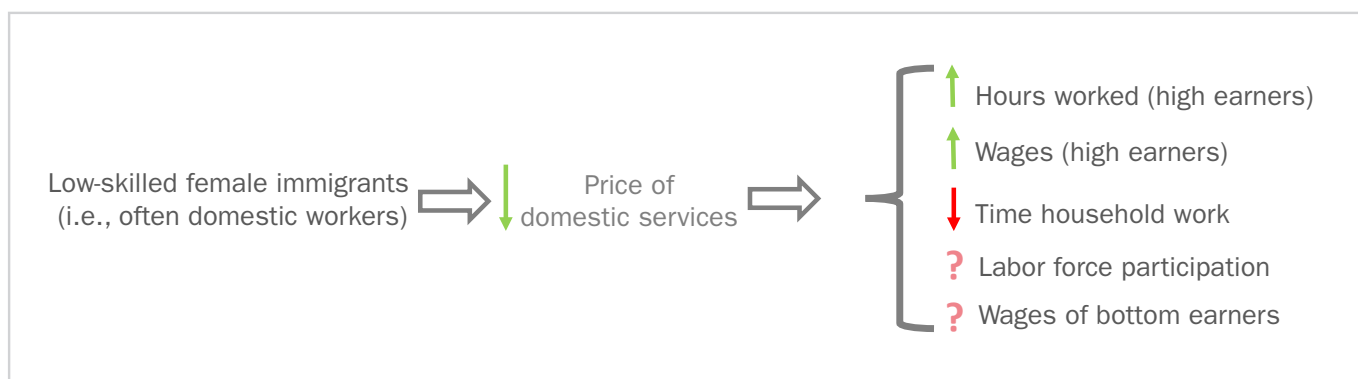 Low-skilled female immigrants
(i.e., often domestic workers)
Price of
domestic services
Hours worked (high earners)
Wages (high earners)
Time household work
? Labor force participation
? Wages of bottom earners